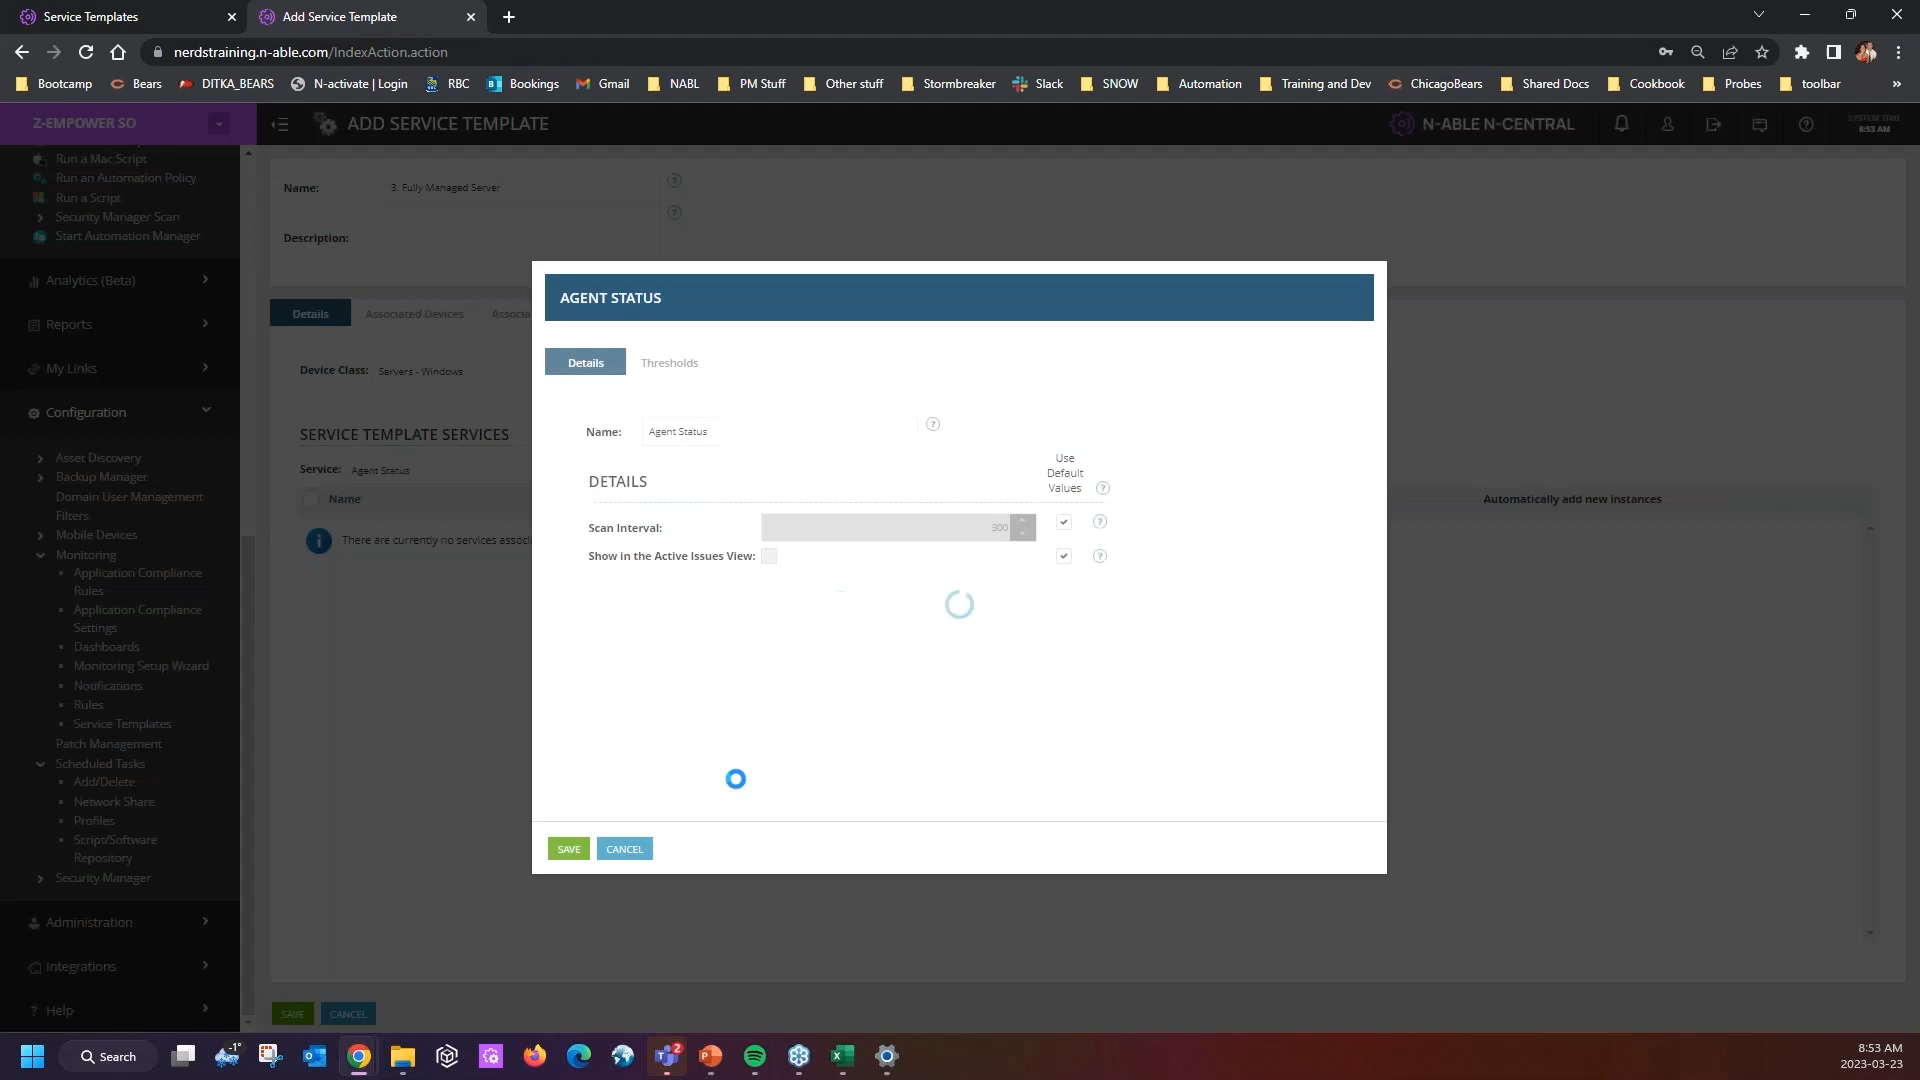 Service Templates
Add Service Template
nerdstraining.n-able.com/IndexAction.action
Bootcamp
Bears
DITKA_BEARS
N-activate | Login
RBC
Bookings
Gmail
NABL
PM Stuff
Other stuff
Stormbreaker
Slack
SNOW
Automation
Training and Dev
ChicagoBears
Shared Docs
Cookbook
Probes
toolbar
»
Z-EMPOWER SO
ADD SERVICE TEMPLATE
N-ABLE N-CENTRAL
SYSTEM TIME
8:53 AM
Run a Mac Script
Run an Automation Policy
Run a Script
Security Manager Scan
Start Automation Manager
Analytics (Beta)
Reports
My Links
Configuration
Asset Discovery
Backup Manager
Domain User Management
Filters
Mobile Devices
Monitoring
Application Compliance
Rules
Application Compliance
Settings
Dashboards
Monitoring Setup Wizard
Notifications
Rules
Service Templates
Patch Management
Scheduled Tasks
Add/Delete
Network Share
Profiles
Script/Software
Repository
Security Manager
Administration
Integrations
Help
Name: 3. Fully Managed Server
Description:
Details Associated Devices Associa
Device Class: Servers - Windows
SERVICE TEMPLATE SERVICES
Service: Agent Status
Name
Automatically add new instances
There are currently no services associ
SAVE CANCEL
AGENT STATUS
Details Thresholds
Name: Agent Status
Use
Default
Values
DETAILS
Scan Interval: 300
Show in the Active Issues View:
SAVE CANCEL
-1°
Search
2
8:53 AM
2023-03-23